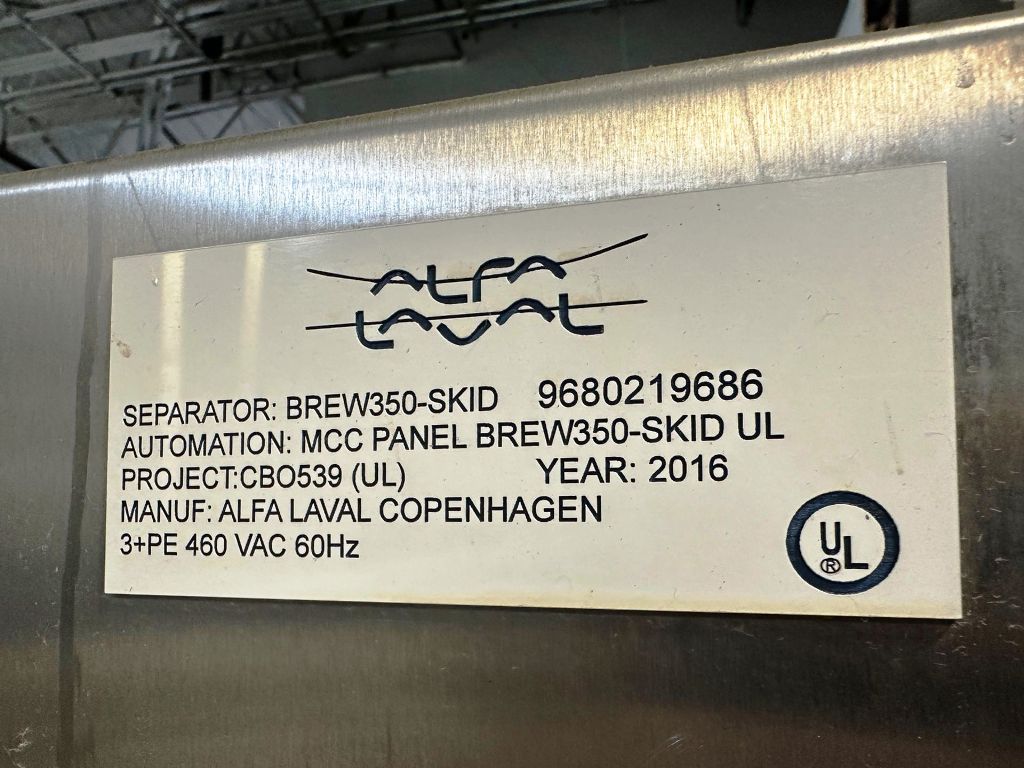 ALFA
LAVAL
SEPARATOR: BREW350-SKID 9680219686
AUTOMATION: MCC PANEL BREW350-SKID UL
PROJECT:CBO539 (UL) YEAR: 2016
MANUF: ALFA LAVAL COPENHAGEN
3+PE 460 VAC 60Hz
UL
®